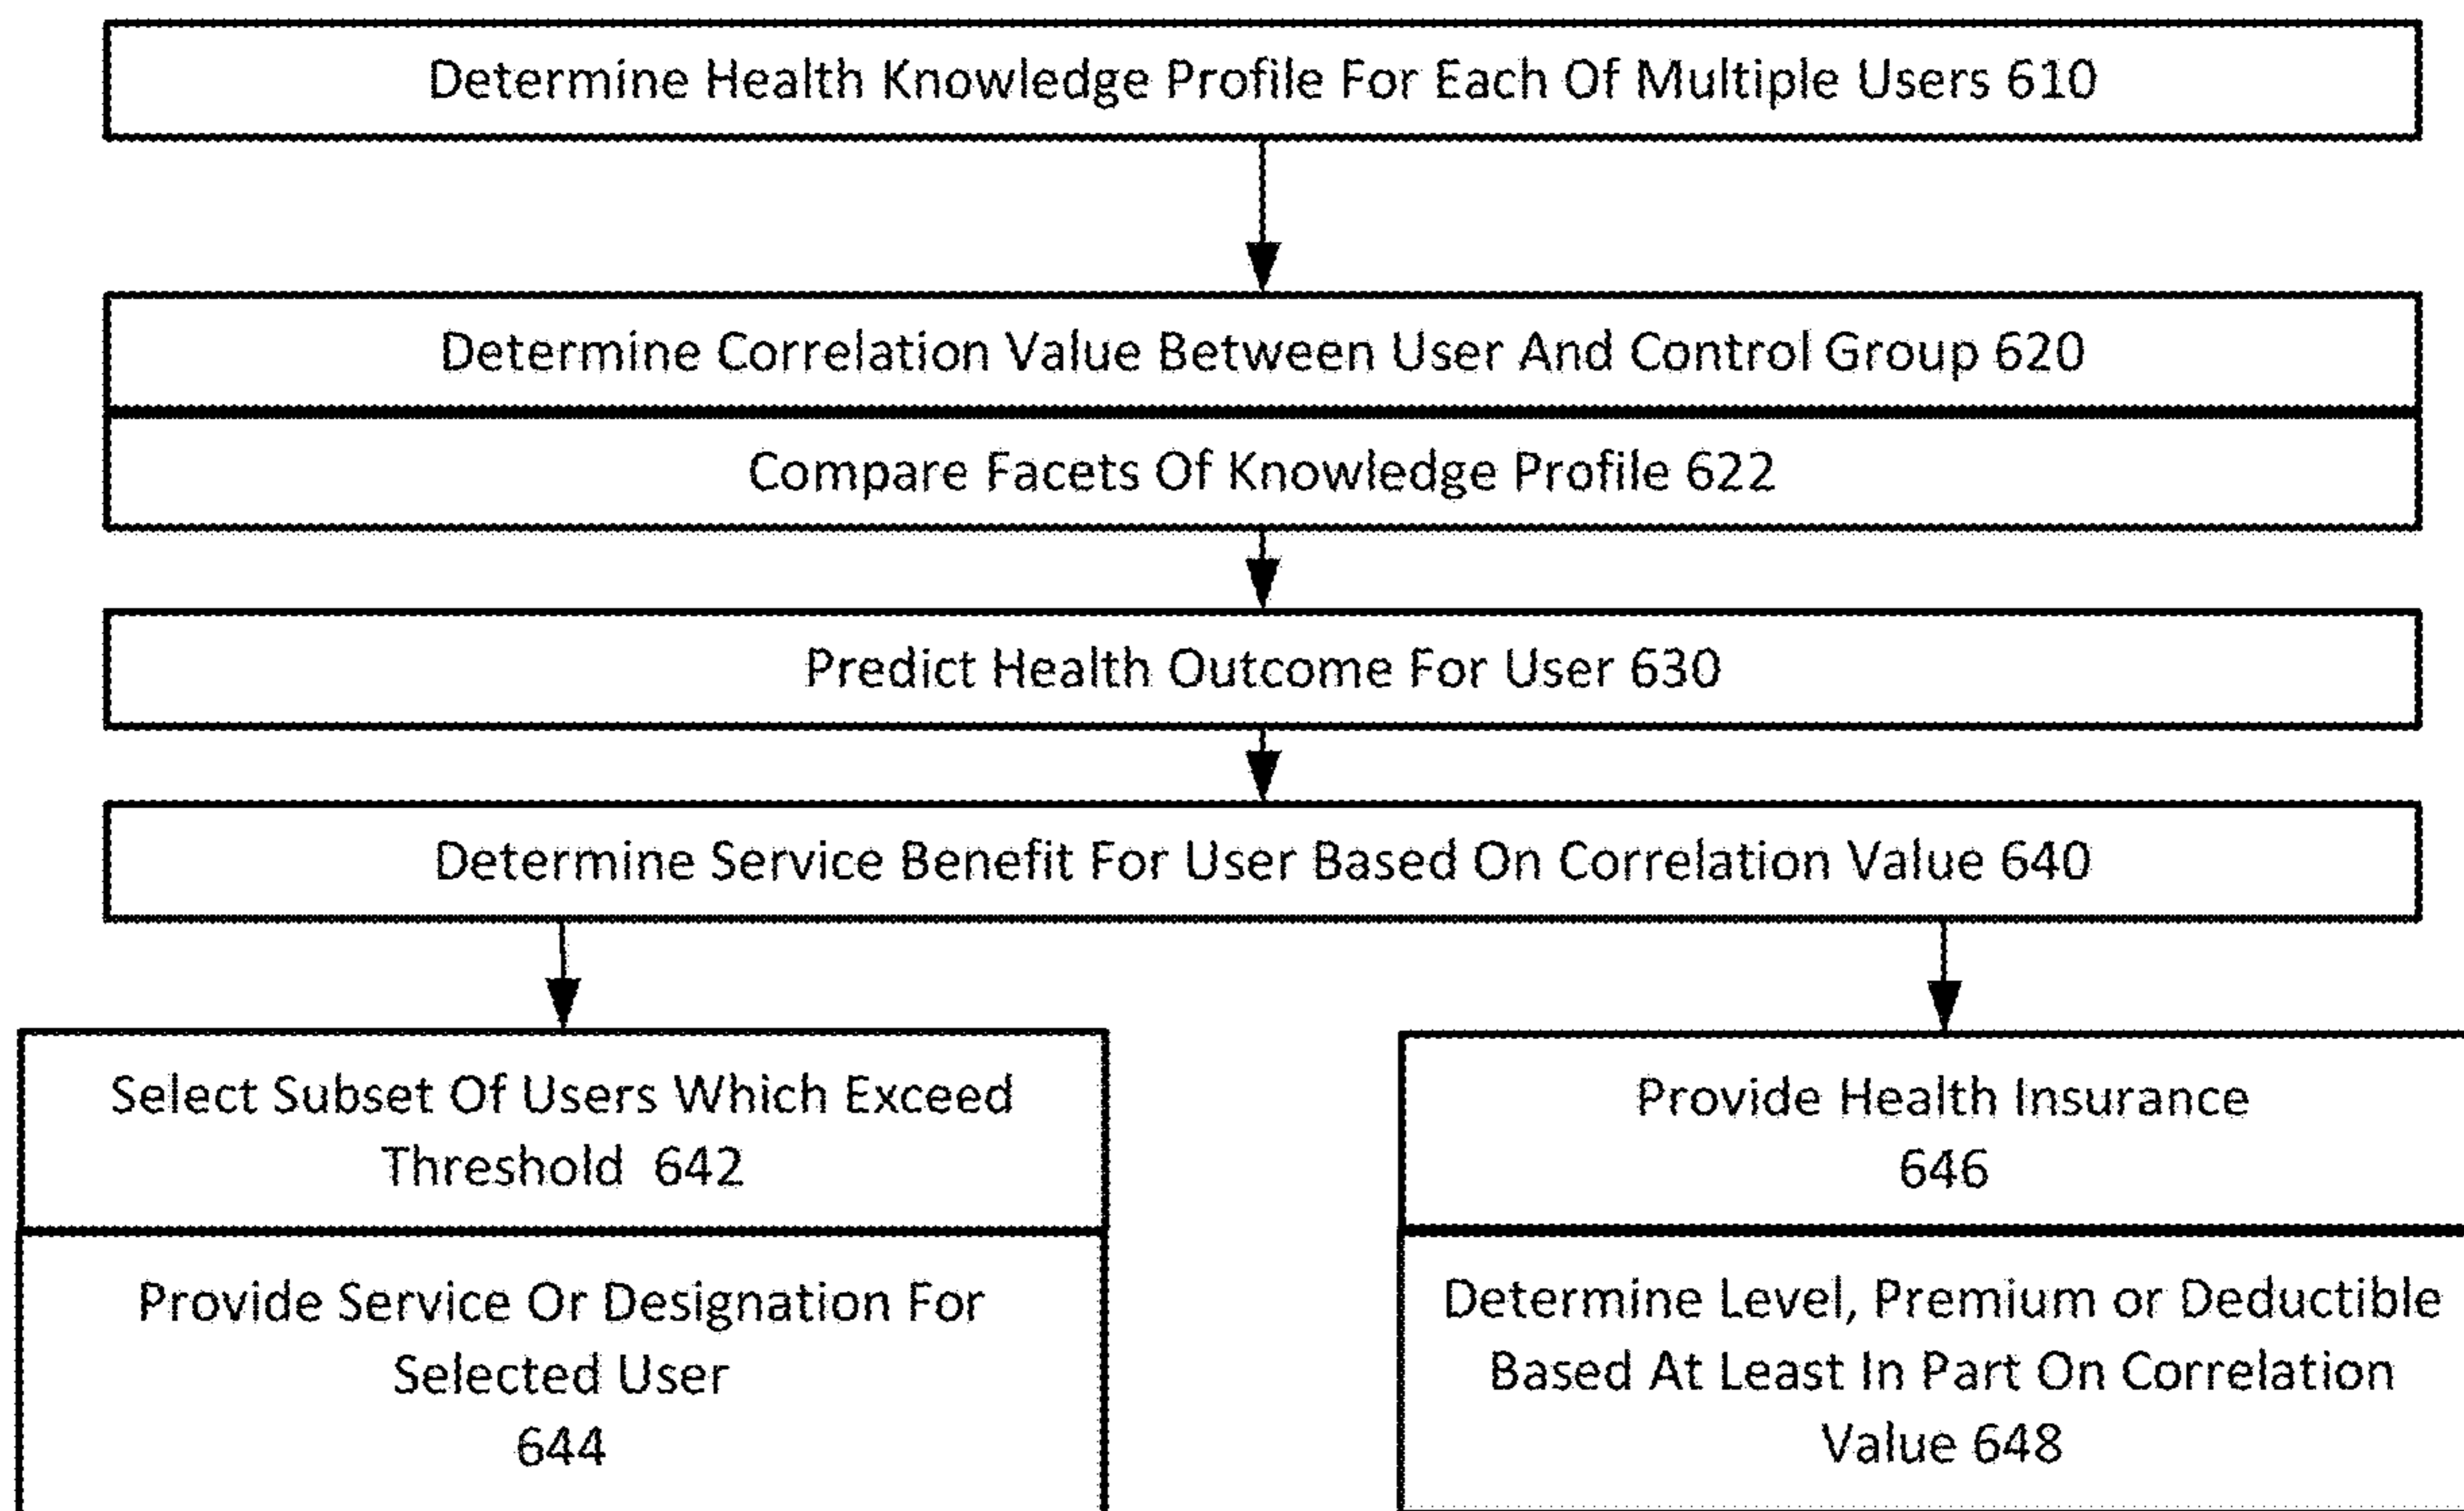 Determine Health Knowledge Profile For Each Of Multiple Users 610
Determine Correlation Value Between User And Control Group 620
Compare Facets Of Knowledge Profile 622
Predict Health Outcome For User 630
Determine Service Benefit For User Based On Correlation Value 640
Select Subset Of Users Which Exceed
Threshold 642
Provide Service Or Designation For
Selected User
644
Provide Health Insurance
646
Determine Level, Premium or Deductible
Based At Least In Part On Correlation
Value 648